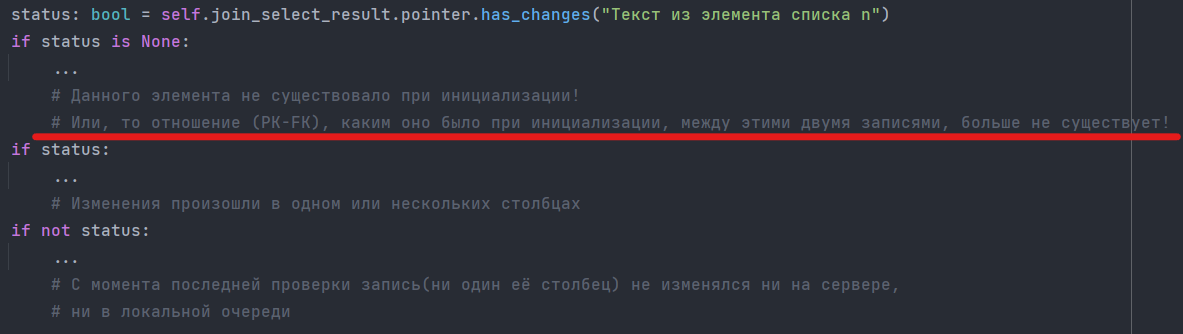 status: bool = self.join_select_result.pointer.has_changes("Текст из элемента списка n")
if status is None:
    ...
    # Данного элемента не существовало при инициализации!
    # Или, то отношение (PK-FK), каким оно было при инициализации, между этими двумя записями, больше не существует!
if status:
    ...
    # Изменения произошли в одном или нескольких столбцах
if not status:
    ...
    # С момента последней проверки запись(ни один её столбец) не изменялся ни на сервере,
    # ни в локальной очереди